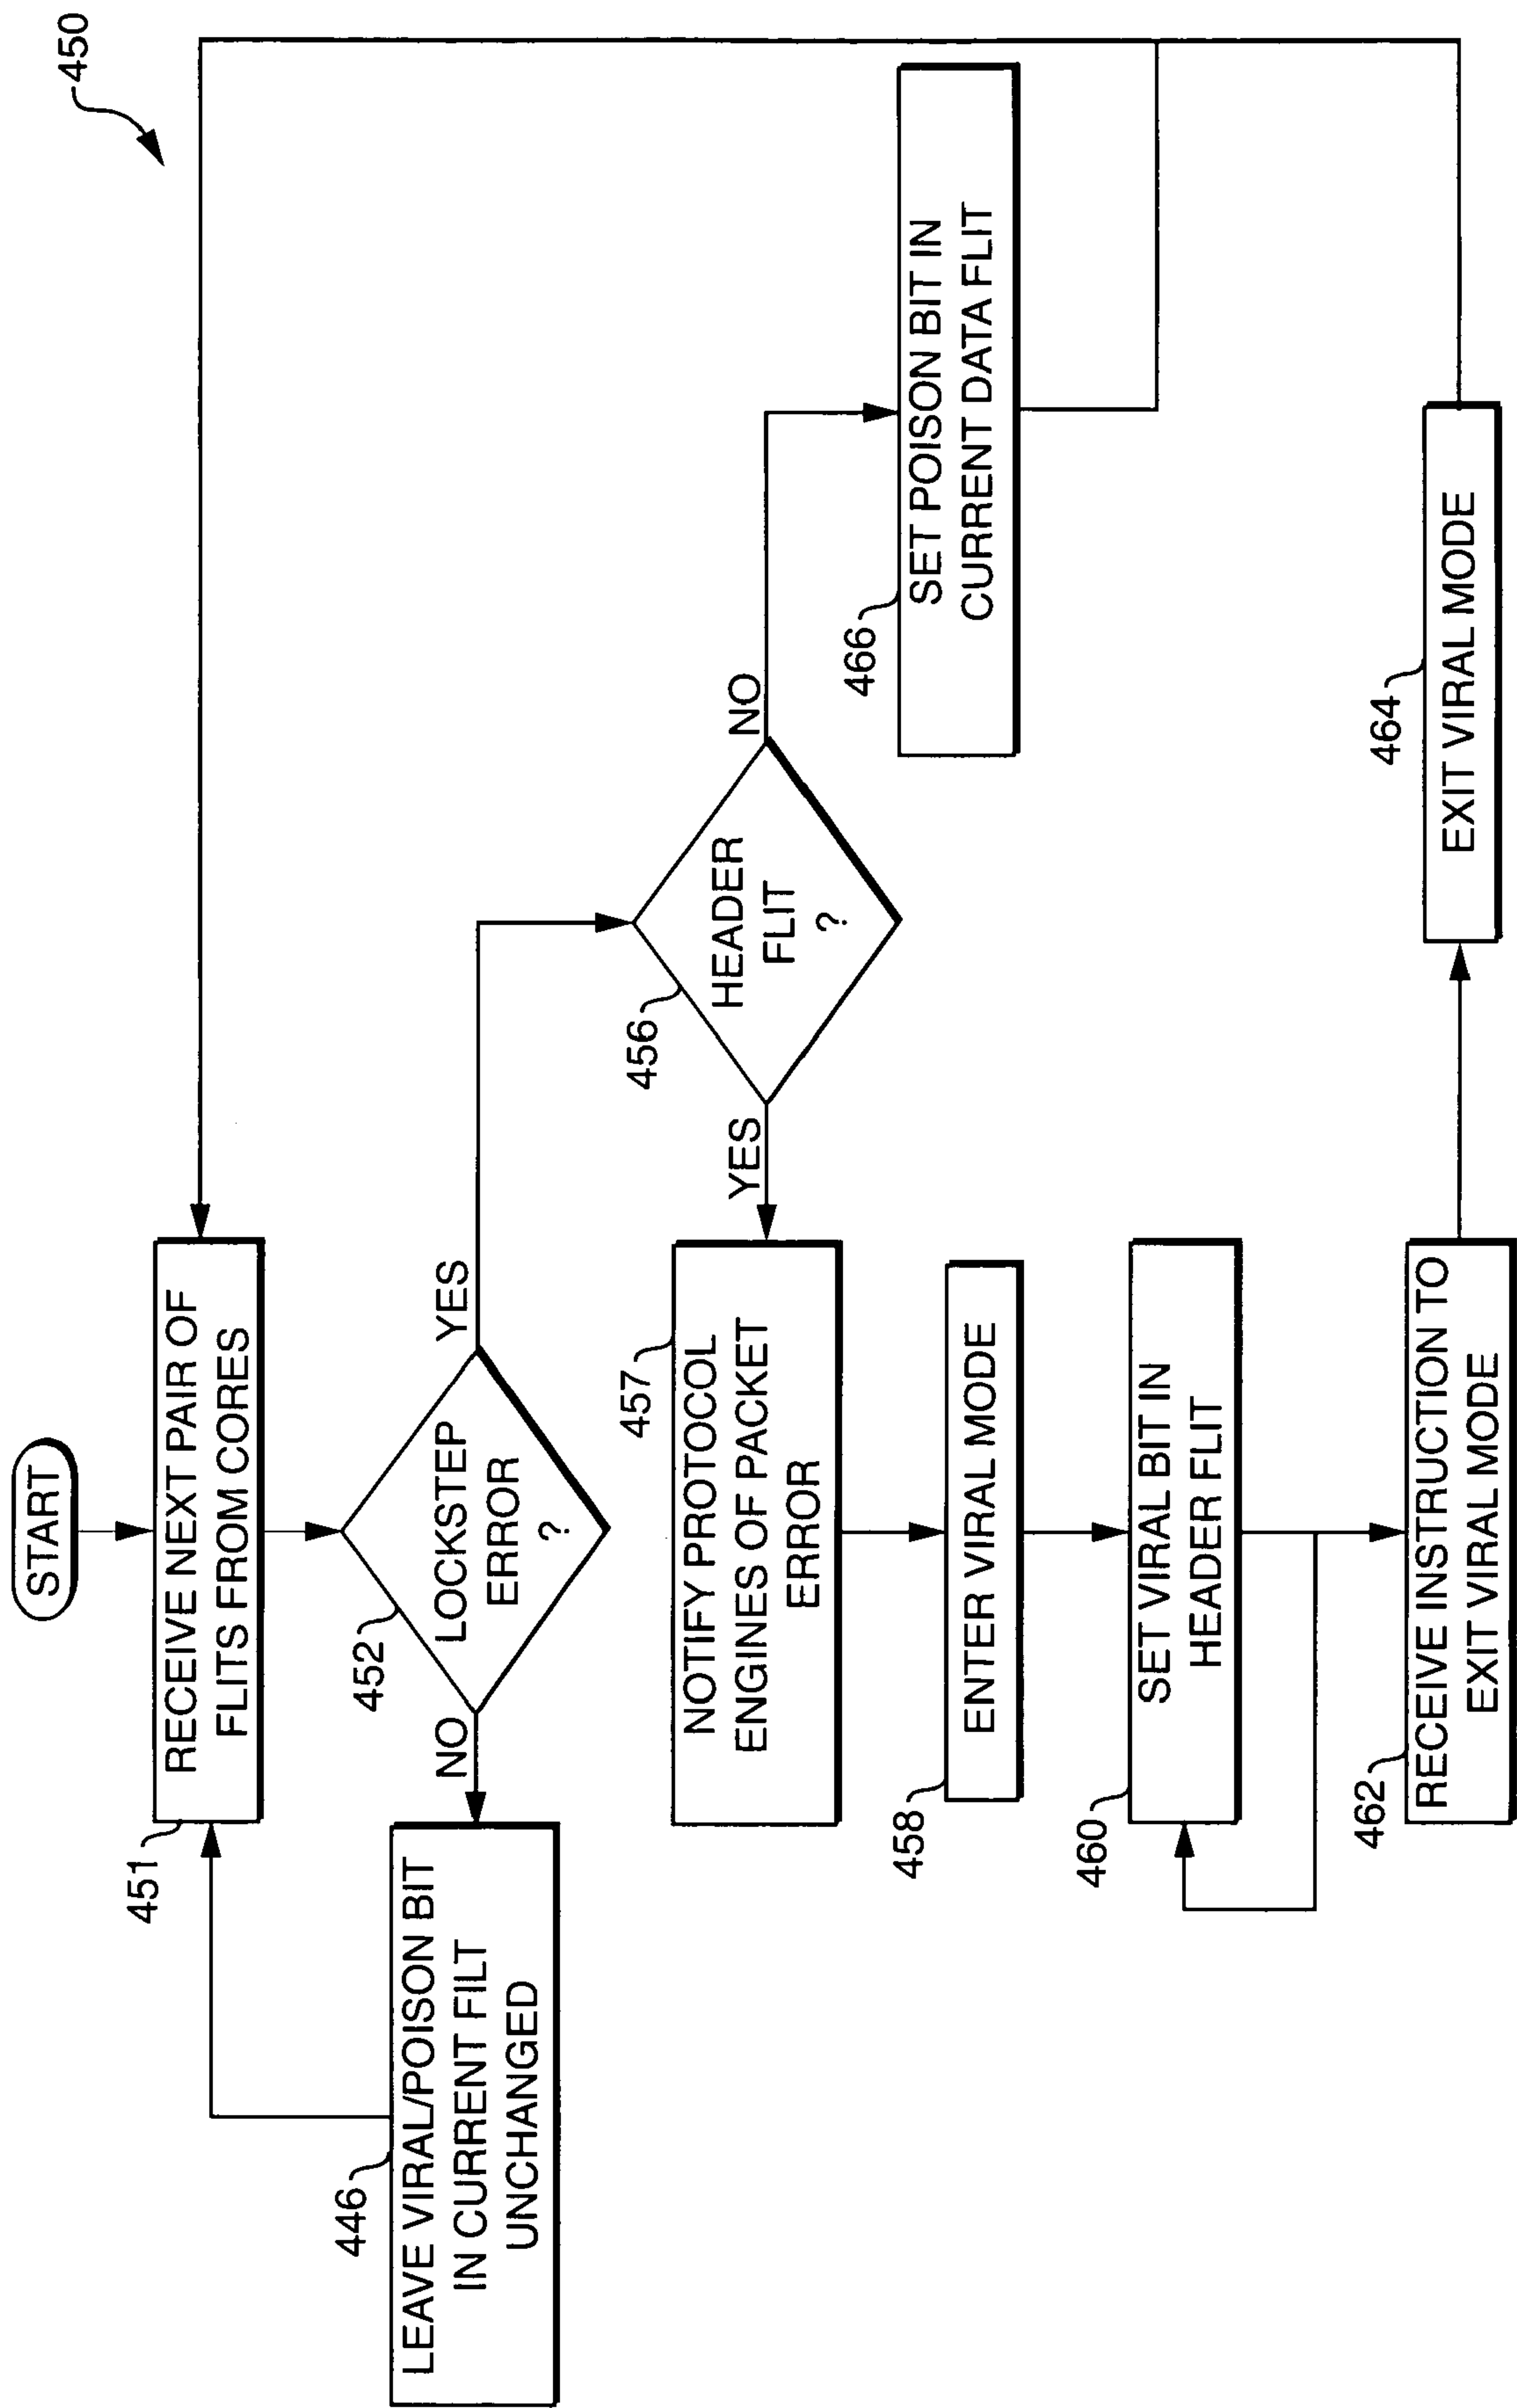 450
START
451
RECEIVE NEXT PAIR OF
FLITS FROM CORES
452
LOCKSTEP
ERROR
?
NO
YES
446
LEAVE VIRAL/POISON BIT
IN CURRENT FILT
UNCHANGED
456
HEADER
FLIT
?
YES
NO
457
NOTIFY PROTOCOL
ENGINES OF PACKET
ERROR
466
SET POISON BIT IN
CURRENT DATA FLIT
458
ENTER VIRAL MODE
460
SET VIRAL BIT IN
HEADER FLIT
462
RECEIVE INSTRUCTION TO
EXIT VIRAL MODE
464
EXIT VIRAL MODE